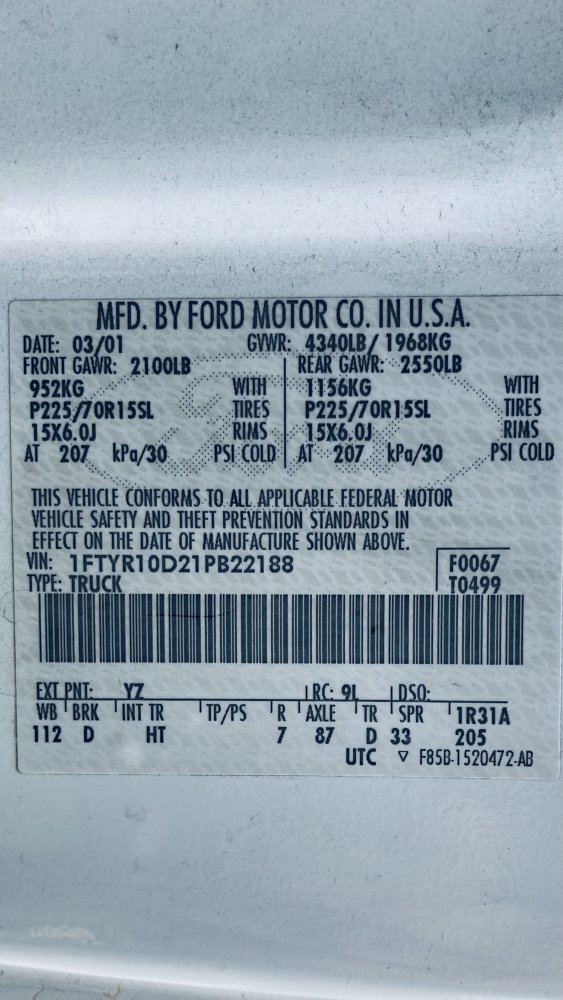 MFD. BY FORD MOTOR CO. IN U.S.A.
DATE: 03/01 GVWR: 4340LB/ 1968KG
FRONT GAWR: 2100LB REAR GAWR: 2550LB
952KG WITH 1156KG WITH
P225/70R15SL TIRES P225/70R15SL TIRES
15X6.0J RIMS 15X6.0J RIMS
AT 207 kPa/30 PSI COLD AT 207 kPa/30 PSI COLD
THIS VEHICLE CONFORMS TO ALL APPLICABLE FEDERAL MOTOR
VEHICLE SAFETY AND THEFT PREVENTION STANDARDS IN
EFFECT ON THE DATE OF MANUFACTURE SHOWN ABOVE.
VIN: 1FTYR10D21PB22188 F0067
TYPE: TRUCK T0499
EXT PNT: YZ RC: 9L DSO:
WB BRK INT TR TP/PS R AXLE TR SPR 1R31A
112 D HT 7 87 D 33 205
UTC ▽ F85B-1520472-AB